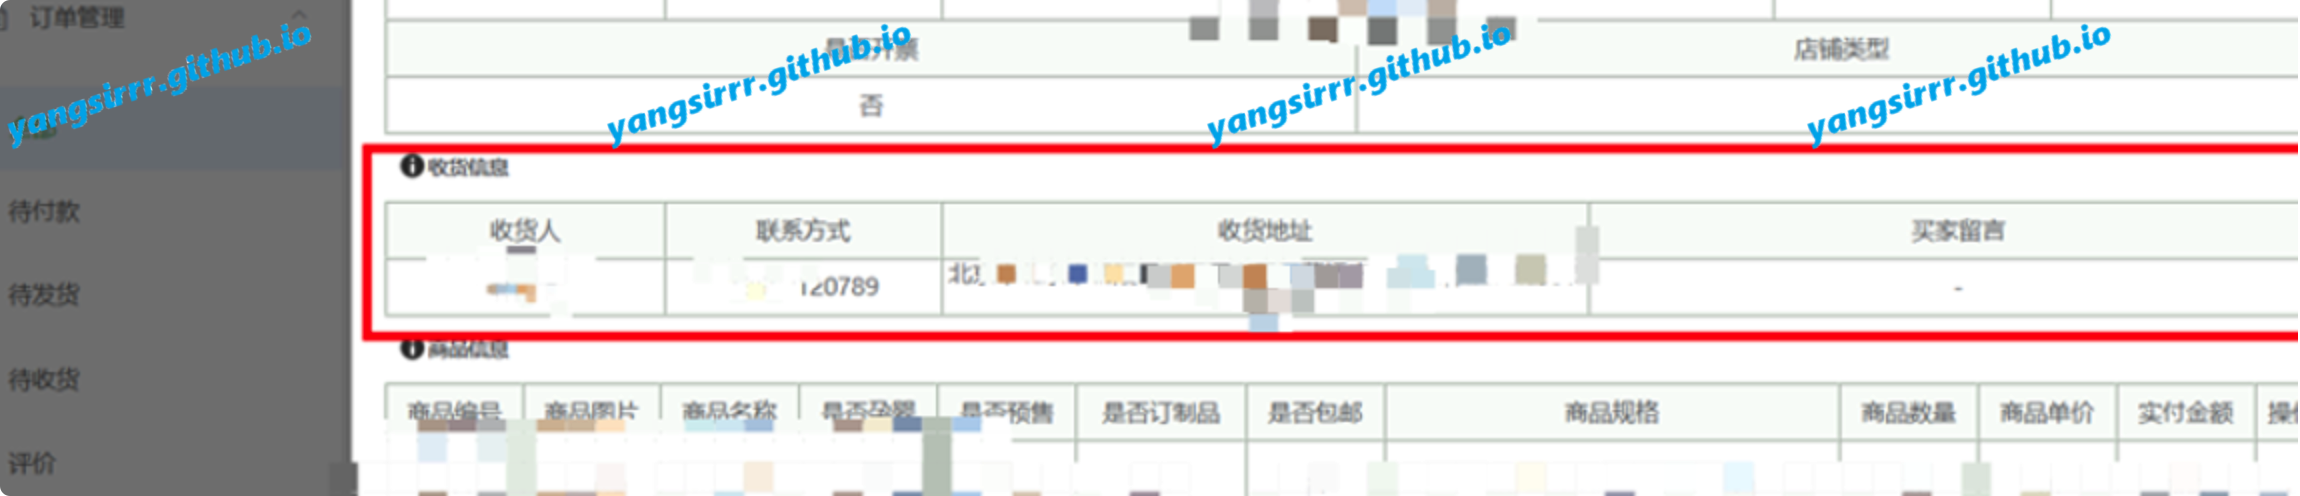 订单管理
yangsirrr.github.io
yangsirrr.github.io
yangsirrr.github.io
yangsirrr.github.io
是否开票
店铺类型
否
收货信息
待付款
收货人
联系方式
收货地址
买家留言
待发货
120789
北
-
商品信息
待收货
商品编号
商品图片
商品名称
是否孕婴
是否预售
是否订制品
是否包邮
商品规格
商品数量
商品单价
实付金额
评价